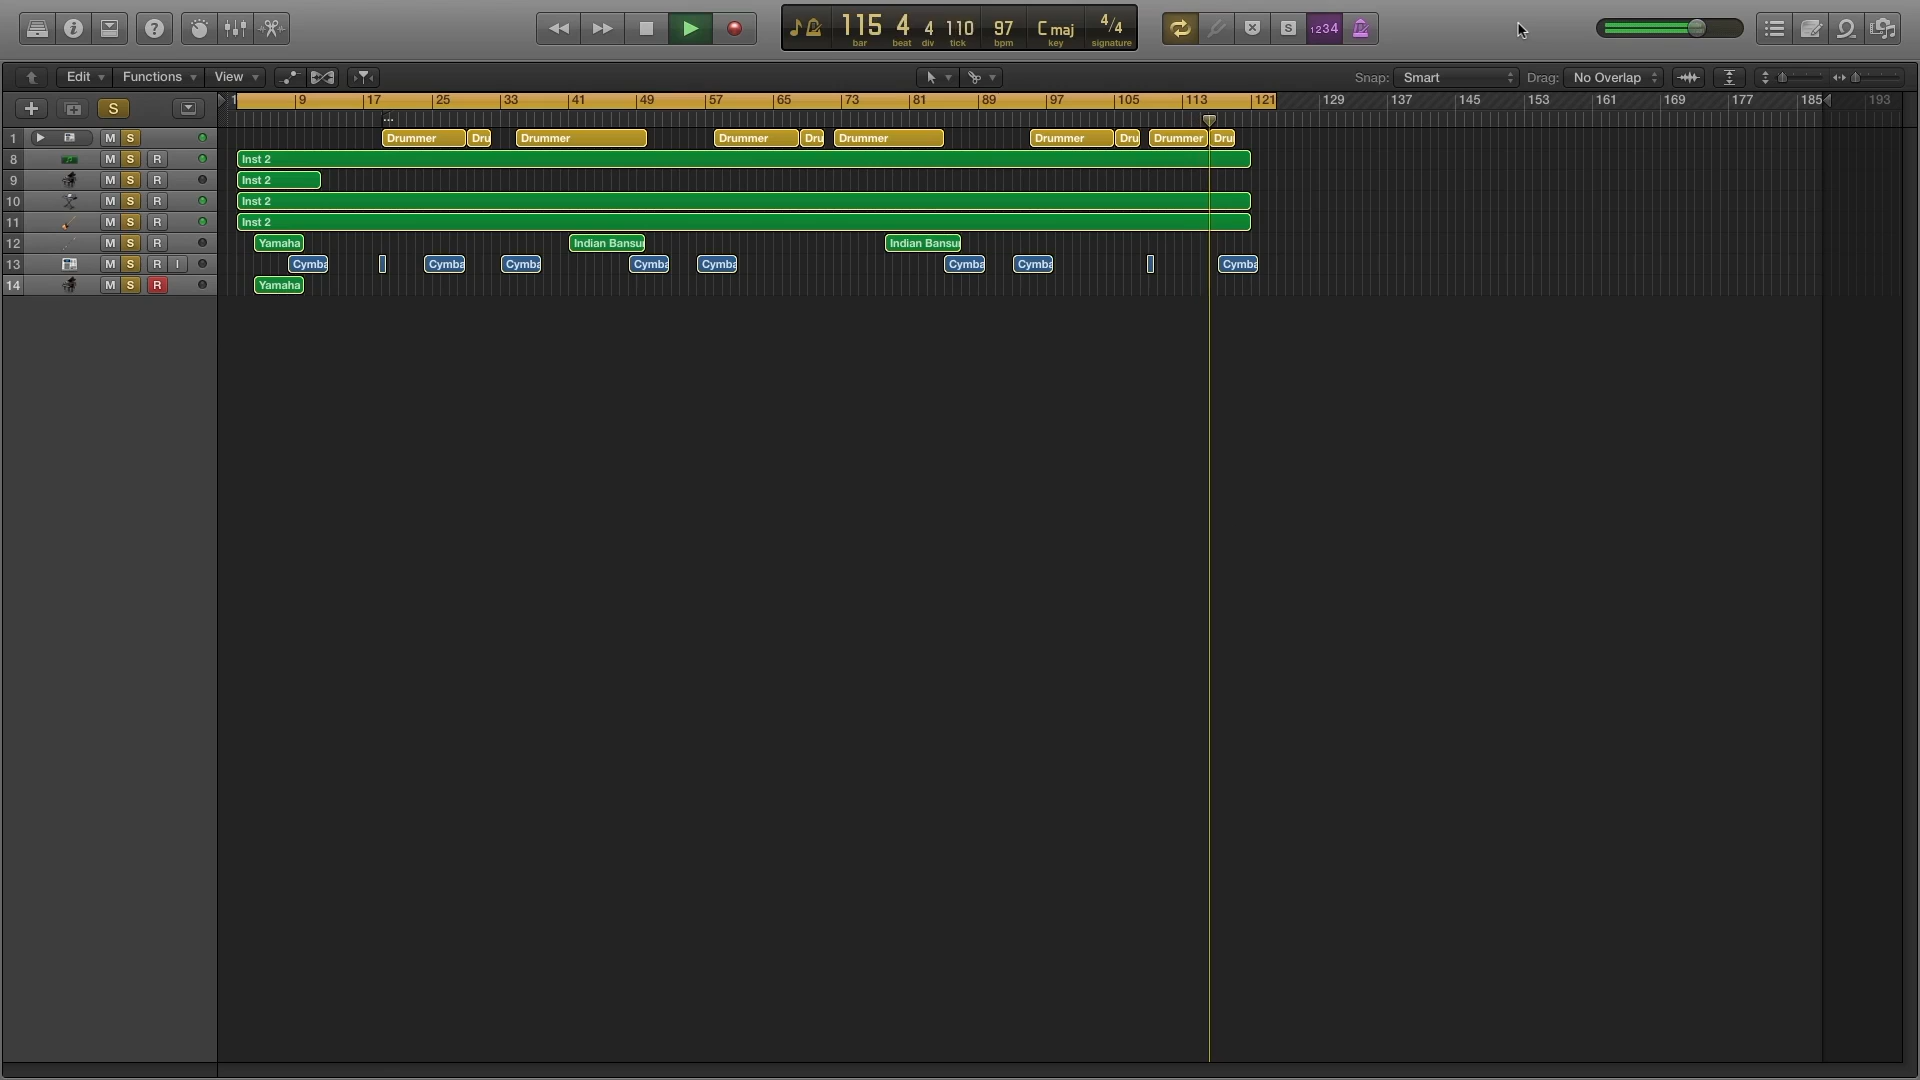 115 4 4 110 97 C maj 4/4
bar beat div tick bpm key signature
S 1234
Edit Functions View Snap: Smart Drag: No Overlap
S 1 9 17 25 33 41 49 57 65 73 81 89 97 105 113 121 129 137 145 153 161 169 177 185 193
1 M S Drummer Dru Drummer Drummer Dru Drummer Drummer Dru Drummer Dru
8 M S R Inst 2
9 M S R Inst 2
10 M S R Inst 2
11 M S R Inst 2
12 M S R Yamaha Indian Bansu Indian Bansu
13 M S R I Cymba Cymba Cymba Cymba Cymba Cymba Cymba Cymba
14 M S R Yamaha